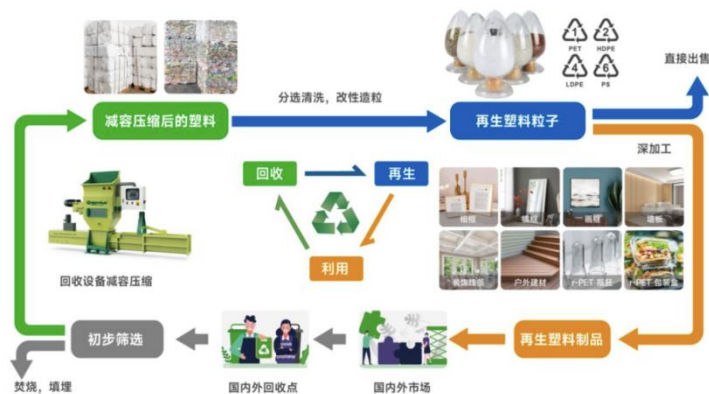 1
PET
2
HDPE
4
LDPE
6
PS
直接出售
减容压缩后的塑料
分选清洗，改性造粒
再生塑料粒子
深加工
回收
再生
利用
相框
镜框
画框
墙板
装饰线条
户外建材
r-PET 瓶胚
r-PET 包装盒
GREENMAX
回收设备减容压缩
初步筛选
再生塑料制品
焚烧，填埋
国内外回收点
国内外市场